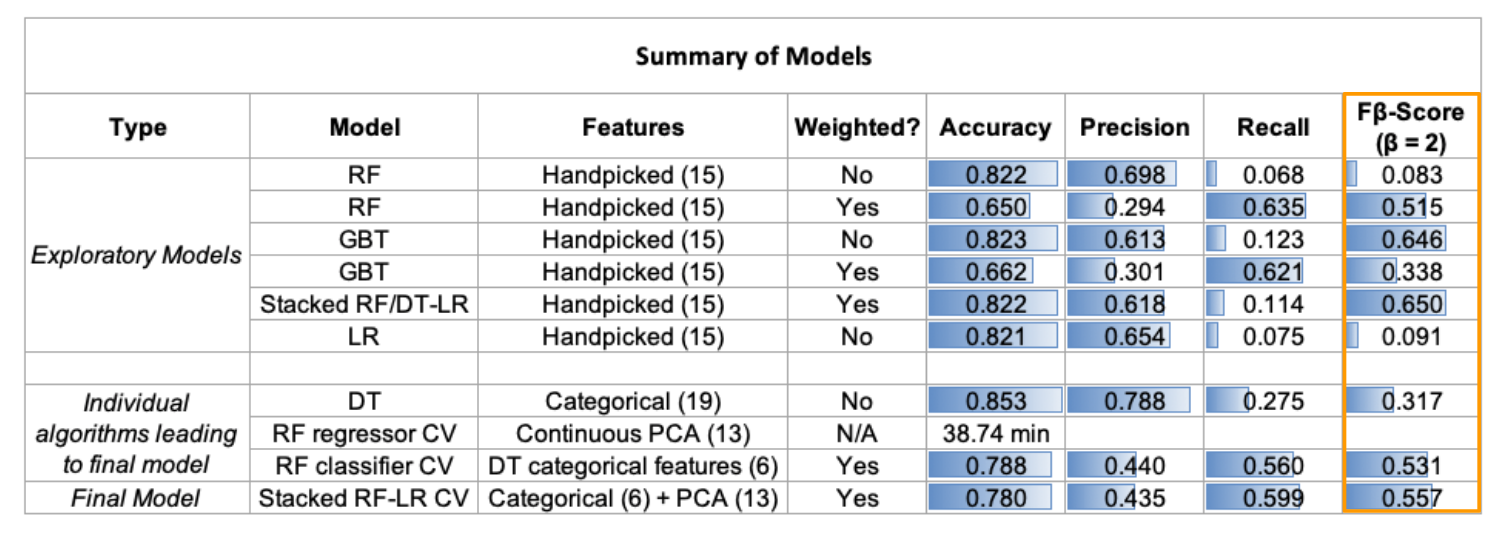 Summary of Models
Type Model Features Weighted? Accuracy Precision Recall Fβ-Score (β = 2)
Exploratory Models
RF Handpicked (15) No 0.822 0.698 0.068 0.083
RF Handpicked (15) Yes 0.650 0.294 0.635 0.515
GBT Handpicked (15) No 0.823 0.613 0.123 0.646
GBT Handpicked (15) Yes 0.662 0.301 0.621 0.338
Stacked RF/DT-LR Handpicked (15) Yes 0.822 0.618 0.114 0.650
LR Handpicked (15) No 0.821 0.654 0.075 0.091
Individual
algorithms leading
to final model
DT Categorical (19) No 0.853 0.788 0.275 0.317
RF regressor CV Continuous PCA (13) N/A 38.74 min
RF classifier CV DT categorical features (6) Yes 0.788 0.440 0.560 0.531
Final Model Stacked RF-LR CV Categorical (6) + PCA (13) Yes 0.780 0.435 0.599 0.557